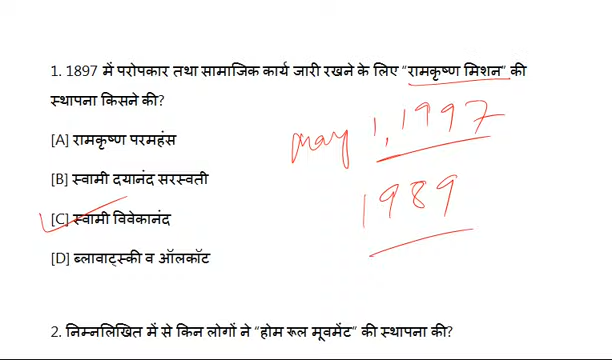 1. 1897 में परोपकार तथा सामाजिक कार्य जारी रखने के लिए “रामकृष्ण मिशन” की
स्थापना किसने की?
may 1, 1997
[A] रामकृष्ण परमहंस
[B] स्वामी दयानंद सरस्वती
1989
[C] स्वामी विवेकानंद
[D] ब्लावाट्स्की व ऑलकॉट
2. निम्नलिखित में से किन लोगों ने “होम रूल मूवमेंट” की स्थापना की?